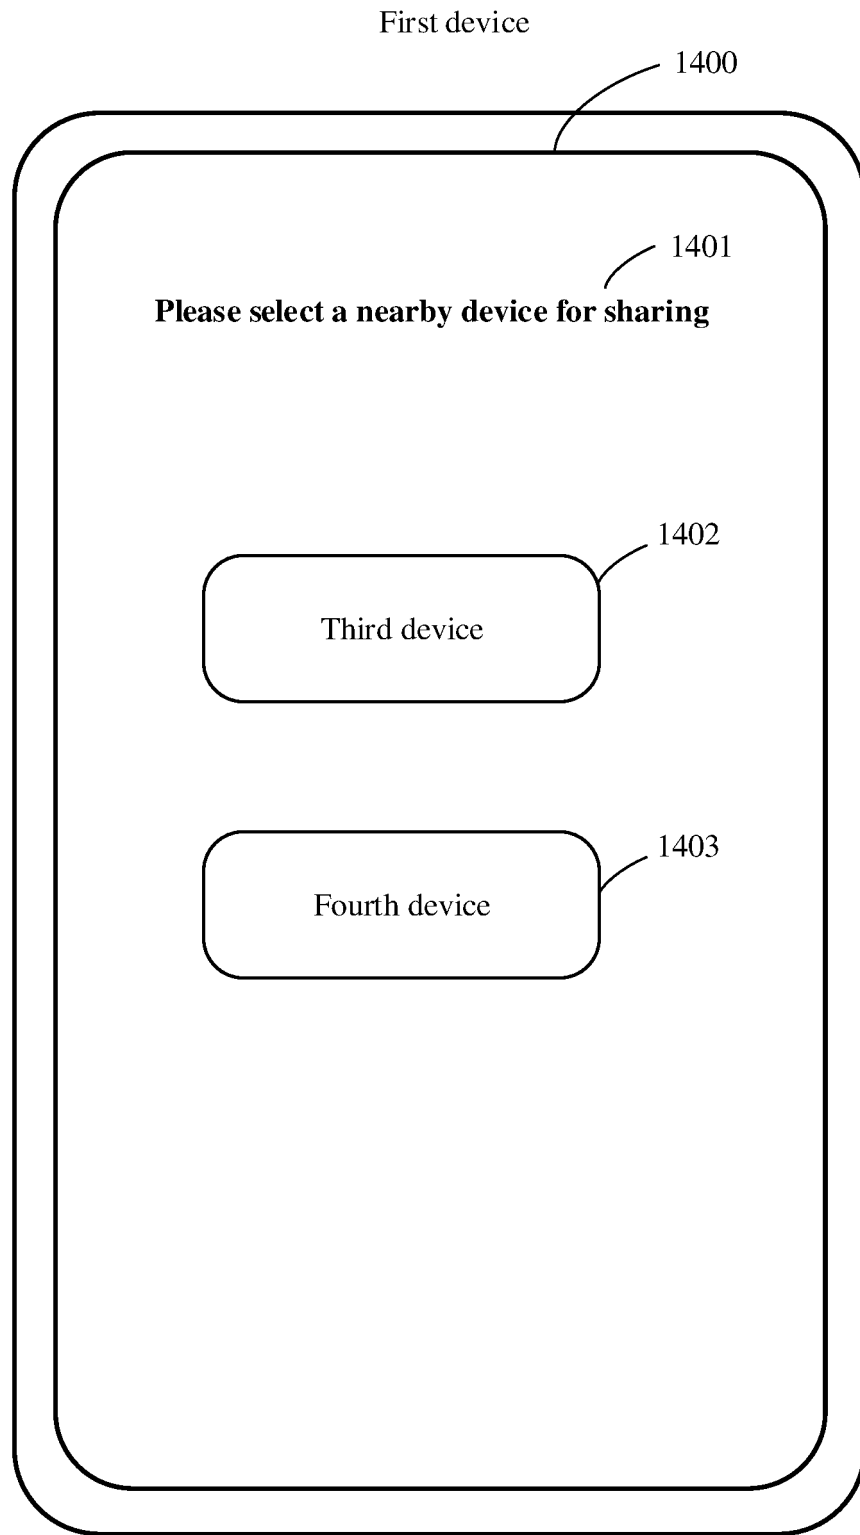 First device
1400
1401
Please select a nearby device for sharing
1402
Third device
1403
Fourth device